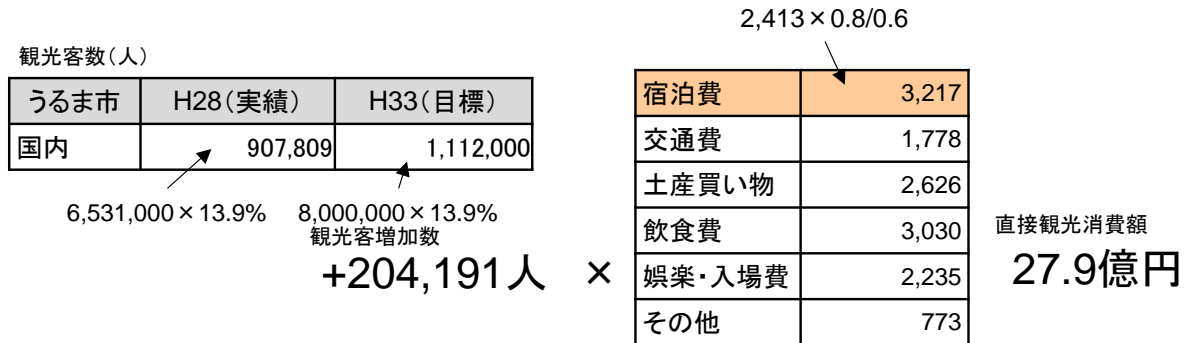 2,413×0.8/0.6
観光客数(人)
うるま市 H28(実績) H33(目標)
国内 907,809 1,112,000
6,531,000×13.9% 8,000,000×13.9%
観光客増加数
+204,191人 ×
宿泊費 3,217
交通費 1,778
土産買い物 2,626
飲食費 3,030
娯楽・入場費 2,235
その他 773
直接観光消費額
27.9億円